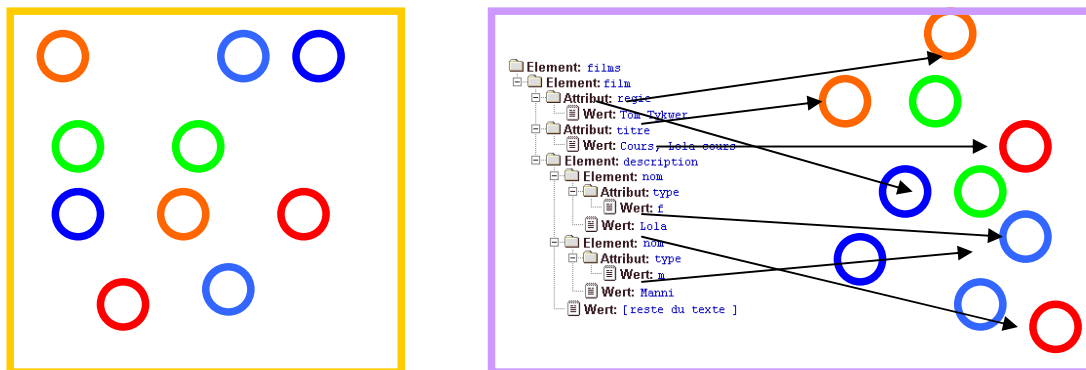 Element: films
Element: film
Attribut: regie
Wert: Tom Tykwer
Attribut: titre
Wert: Cours, Lola cours
Element: description
Element: nom
Attribut: type
Wert: f
Wert: Lola
Element: nom
Attribut: type
Wert: m
Wert: Manni
Wert: [reste du texte ]